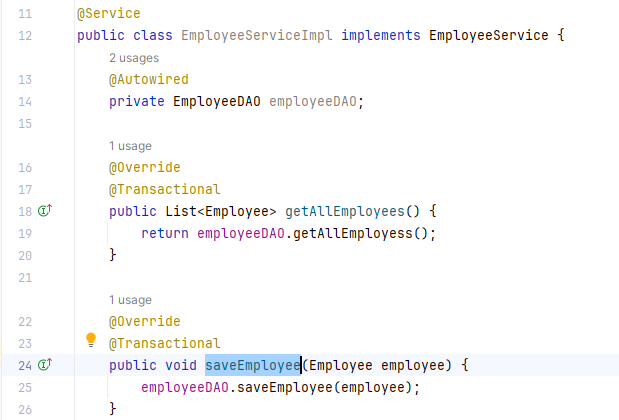 11 @Service
12 public class EmployeeServiceImpl implements EmployeeService {
2 usages
13 @Autowired
14 private EmployeeDAO employeeDAO;
15
1 usage
16 @Override
17 @Transactional
18 public List<Employee> getAllEmployees() {
19 return employeeDAO.getAllEmployess();
20 }
21
1 usage
22 @Override
23 @Transactional
24 public void saveEmployee(Employee employee) {
25 employeeDAO.saveEmployee(employee);
26 }